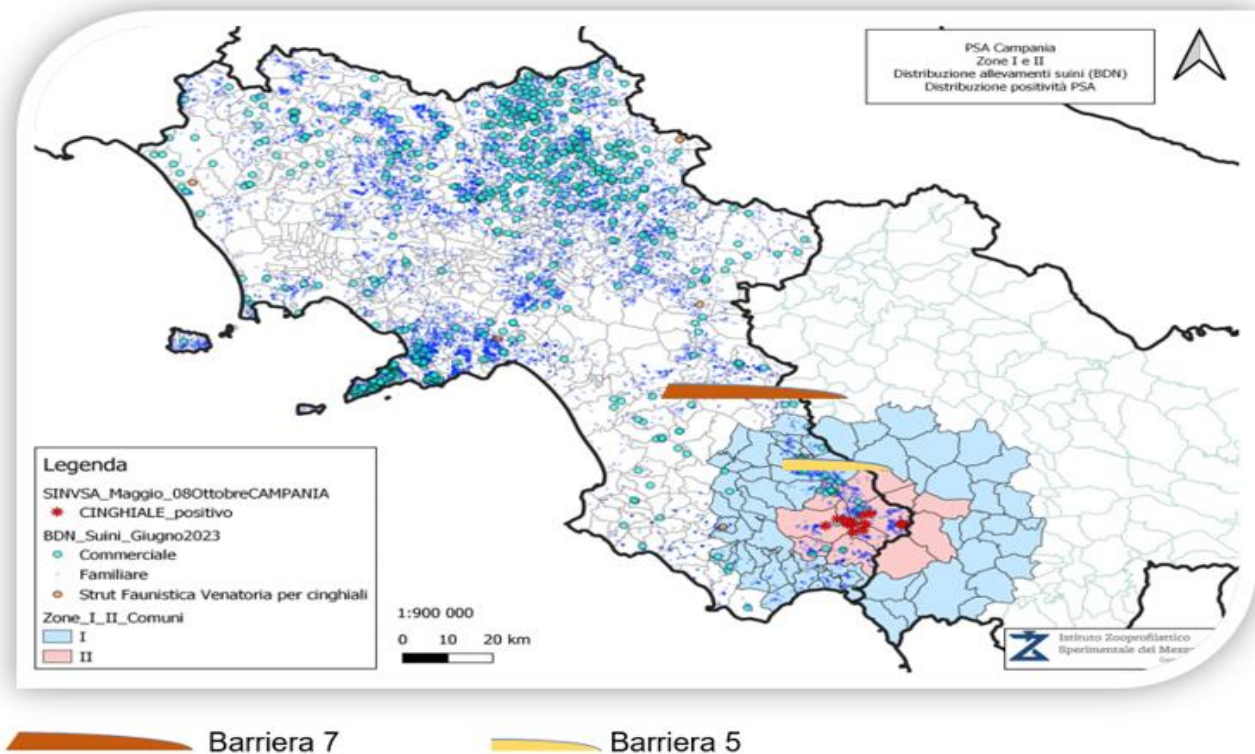 PSA Campania
Zone I e II
Distribuzione allevamenti suini (BDN)
Distribuzione positività PSA
Legenda
SINVSA_Maggio_08OttobreCAMPANIA
CINGHIALE_positivo
BDN_Suini_Giugno2023
Commerciale
Familiare
Strut Faunistica Venatoria per cinghiali
Zone_I_II_Comuni
I
II
1:900 000
0 10 20 km
Istituto Zooprofilattico
Sperimentale del
Barriera 7
Barriera 5